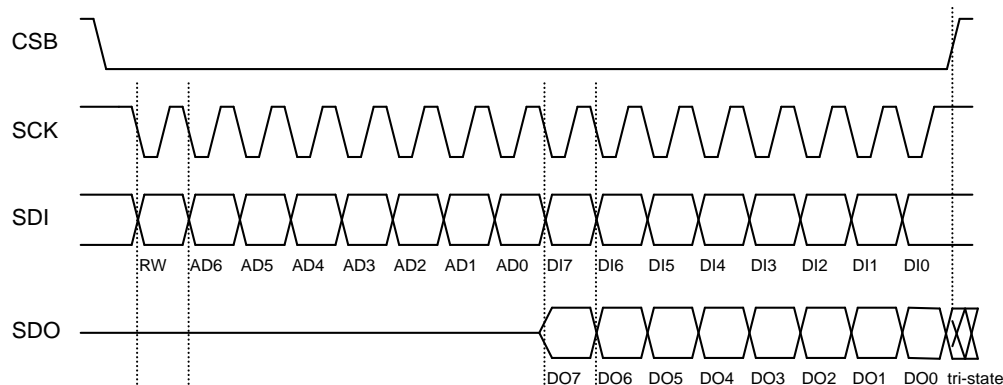 CSB
SCK
SDI
RW AD6 AD5 AD4 AD3 AD2 AD1 AD0 DI7 DI6 DI5 DI4 DI3 DI2 DI1 DI0
SDO
DO7 DO6 DO5 DO4 DO3 DO2 DO1 DO0 tri-state